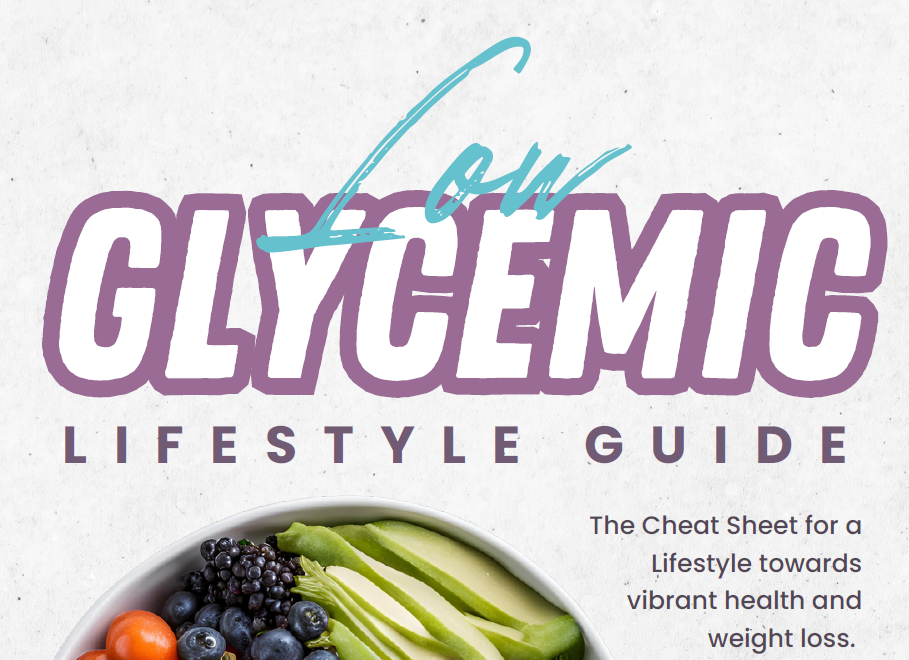 Low
GLYCEMIC
LIFESTYLE GUIDE
The Cheat Sheet for a
Lifestyle towards
vibrant health and
weight loss.